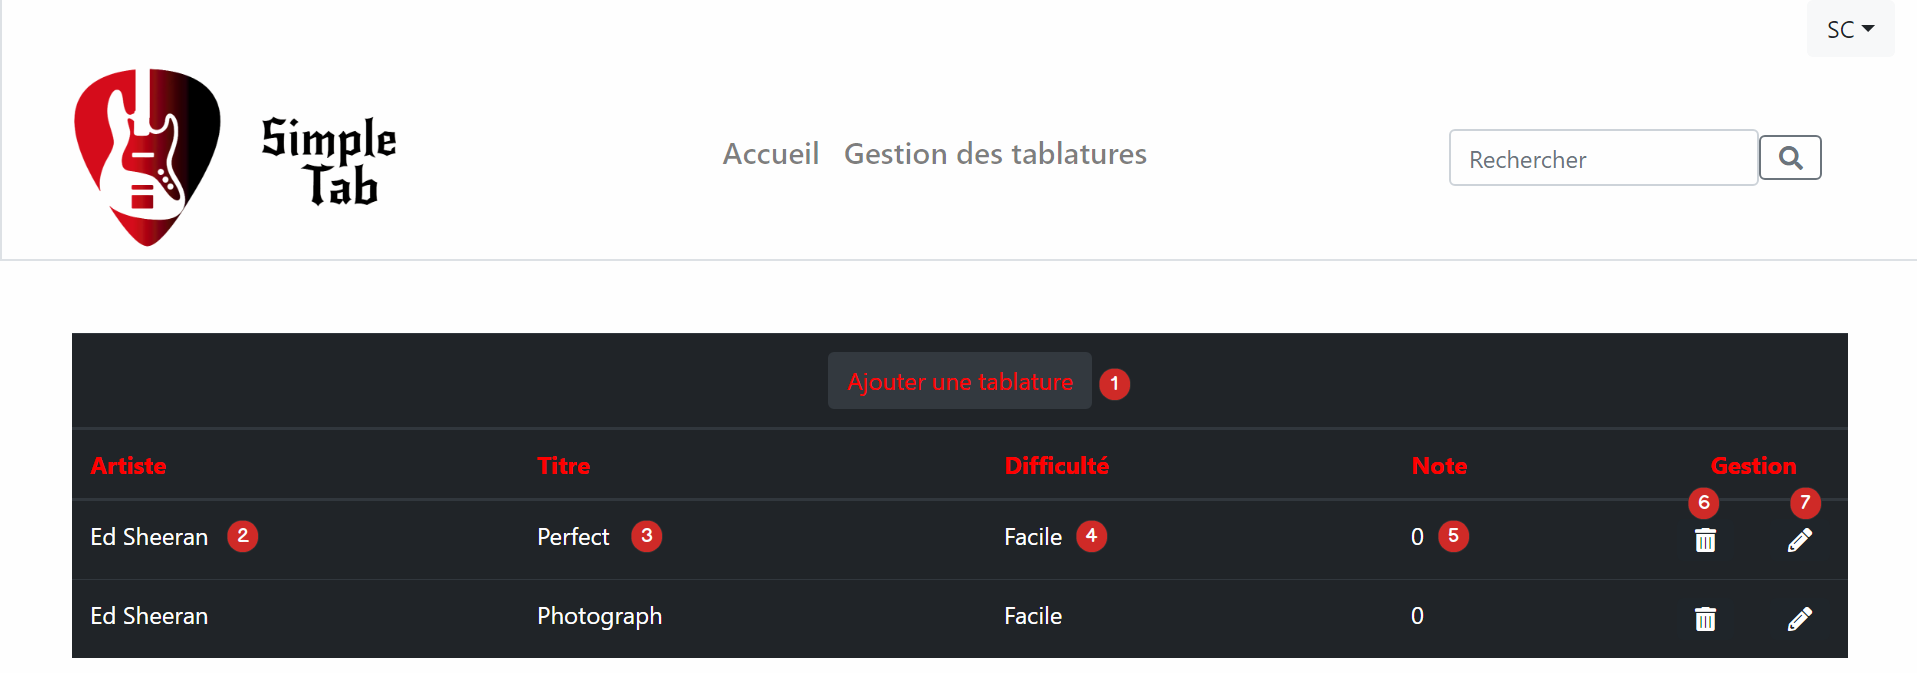 SC
Simple
Tab
Accueil Gestion des tablatures
Rechercher
Ajouter une tablature 1
Artiste Titre Difficulté Note Gestion
6 7
Ed Sheeran 2 Perfect 3 Facile 4 0 5
Ed Sheeran Photograph Facile 0